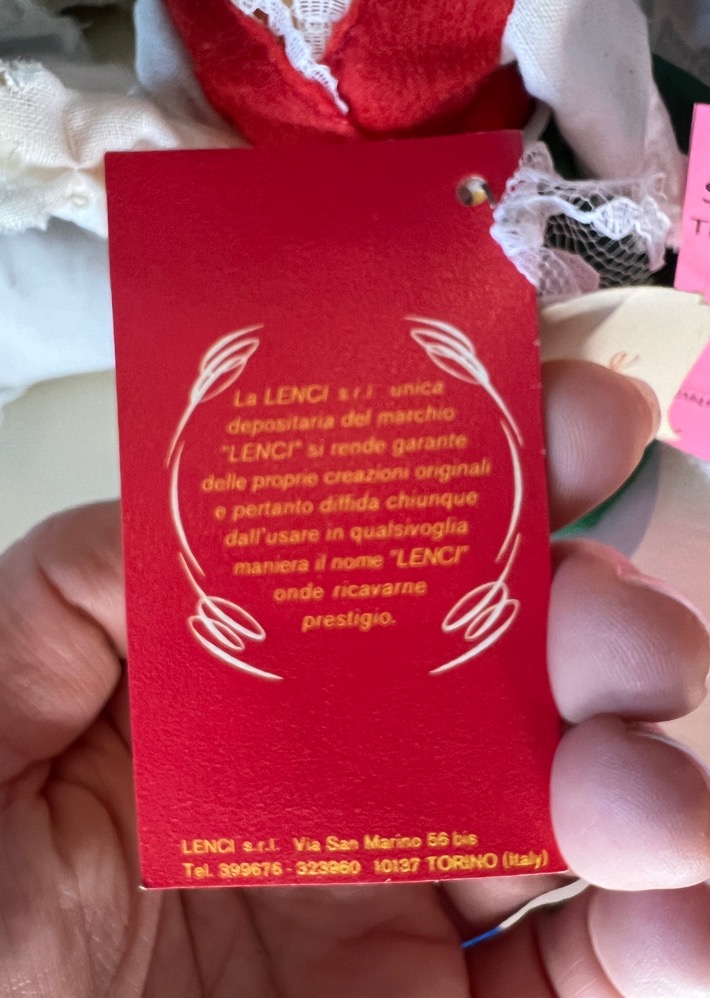 La LENCI s.r.l. unica
depositaria del marchio
"LENCI" si rende garante
delle proprie creazioni originali
e pertanto diffida chiunque
dall'usare in qualsivoglia
maniera il nome "LENCI"
onde ricavarne
prestigio.
LENCI s.r.l. Via San Marino 56 bis
Tel. 399676 - 323960 10137 TORINO (Italy)